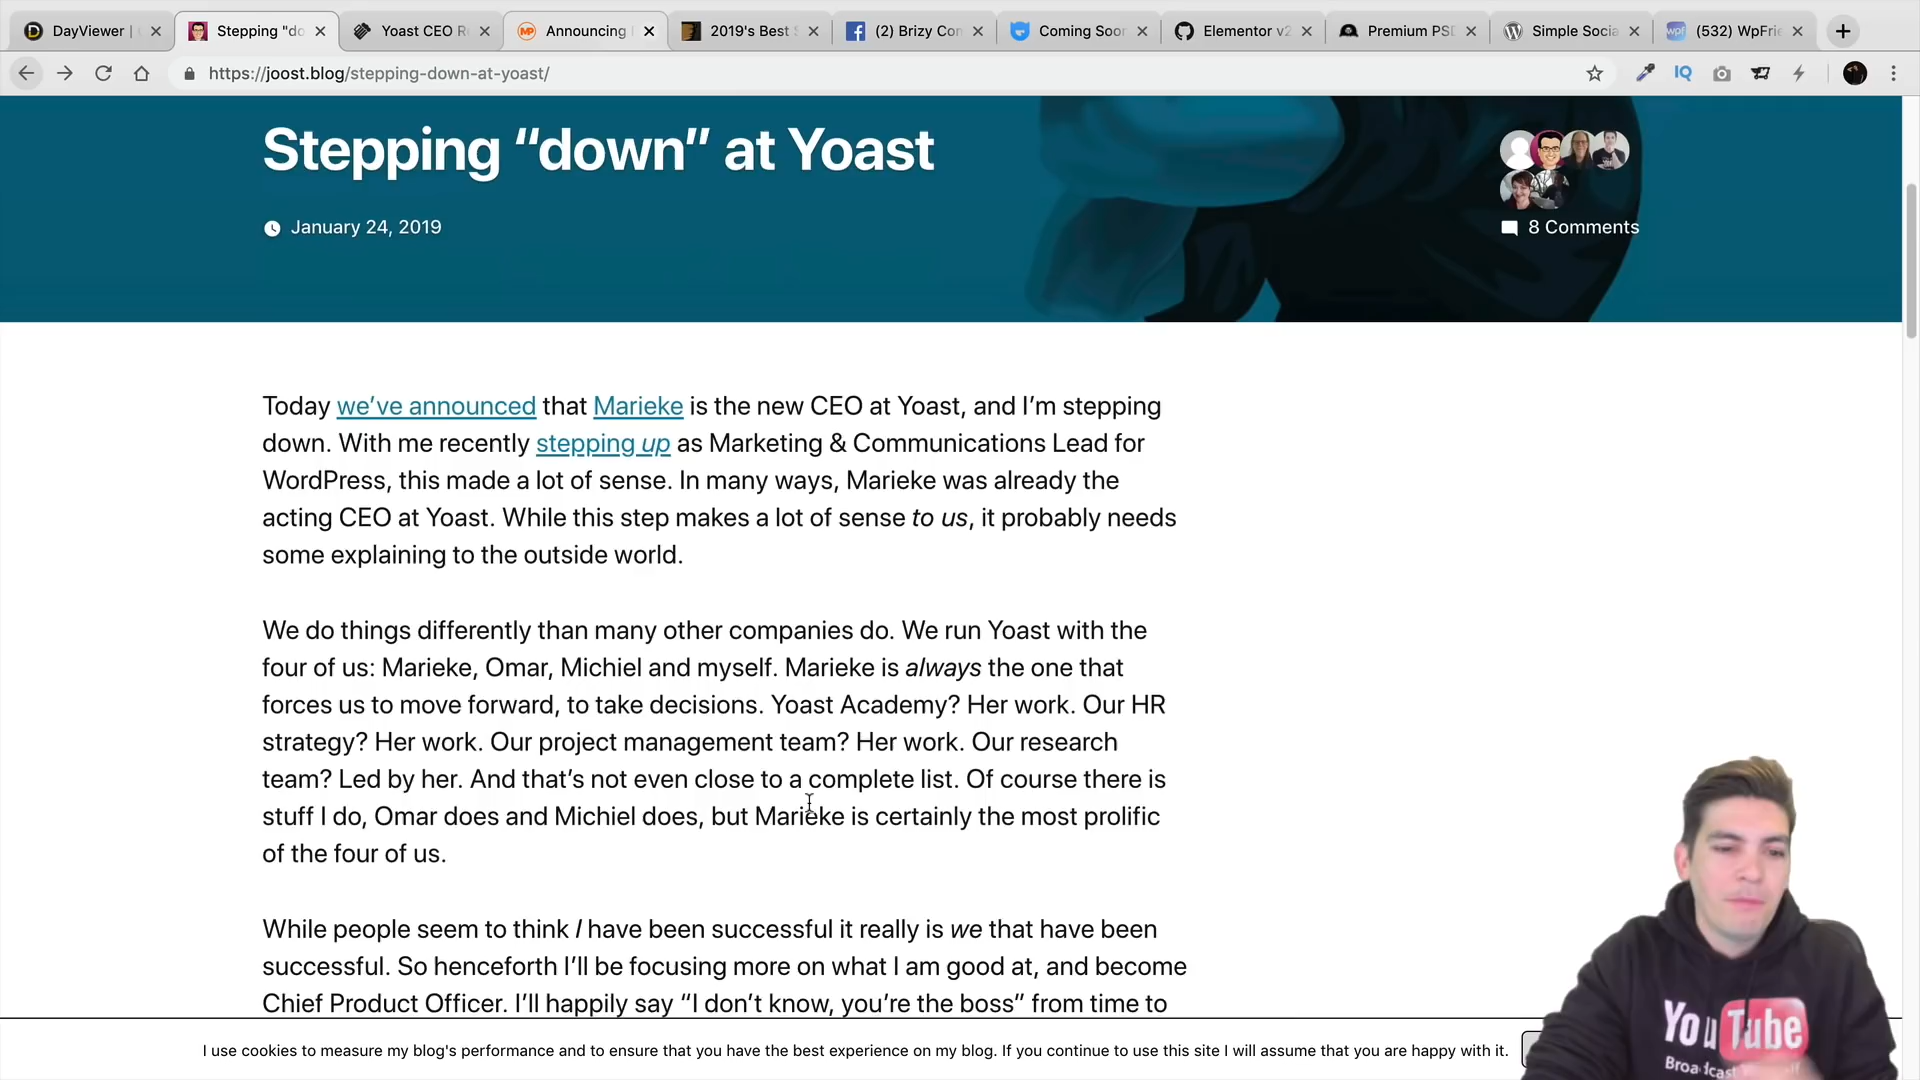 DayViewer |
Stepping "do
Yoast CEO R
Announcing
2019's Best S
(2) Brizy Con
Coming Soon
Elementor v2
Premium PSD
Simple Socia
(532) WpFrie
https://joost.blog/stepping-down-at-yoast/
IQ
Stepping “down” at Yoast
January 24, 2019
8 Comments
Today we’ve announced that Marieke is the new CEO at Yoast, and I’m stepping
down. With me recently stepping up as Marketing & Communications Lead for
WordPress, this made a lot of sense. In many ways, Marieke was already the
acting CEO at Yoast. While this step makes a lot of sense to us, it probably needs
some explaining to the outside world.
We do things differently than many other companies do. We run Yoast with the
four of us: Marieke, Omar, Michiel and myself. Marieke is always the one that
forces us to move forward, to take decisions. Yoast Academy? Her work. Our HR
strategy? Her work. Our project management team? Her work. Our research
team? Led by her. And that’s not even close to a complete list. Of course there is
stuff I do, Omar does and Michiel does, but Marieke is certainly the most prolific
of the four of us.
While people seem to think I have been successful it really is we that have been
successful. So henceforth I’ll be focusing more on what I am good at, and become
Chief Product Officer. I’ll happily say “I don’t know, you’re the boss” from time to
I use cookies to measure my blog's performance and to ensure that you have the best experience on my blog. If you continue to use this site I will assume that you are happy with it.
YouTube
Broadcast